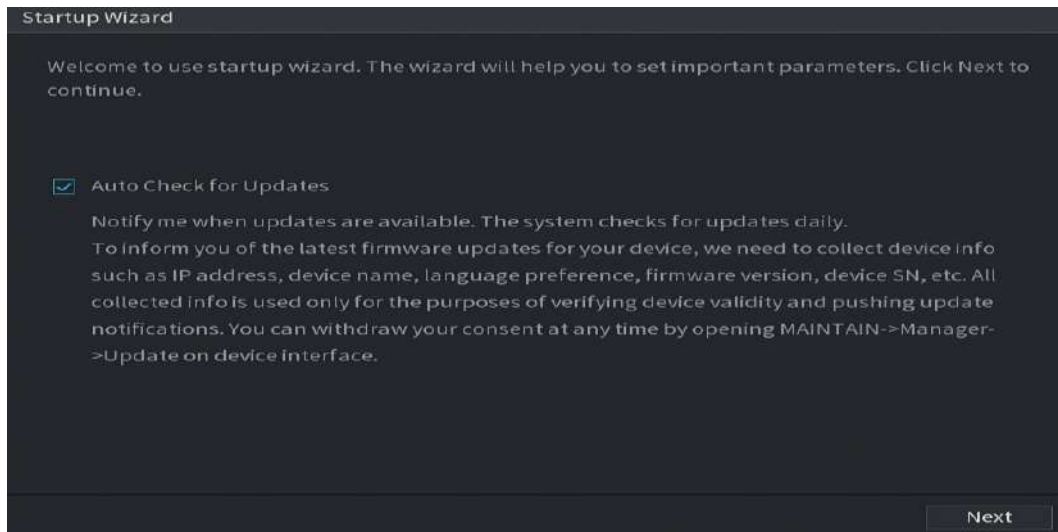 Startup Wizard
Welcome to use startup wizard. The wizard will help you to set important parameters. Click Next to
continue.
Auto Check for Updates
Notify me when updates are available. The system checks for updates daily.
To inform you of the latest firmware updates for your device, we need to collect device info
such as IP address, device name, language preference, firmware version, device SN, etc. All
collected info is used only for the purposes of verifying device validity and pushing update
notifications. You can withdraw your consent at any time by opening MAINTAIN->Manager-
>Update on device interface.
Next